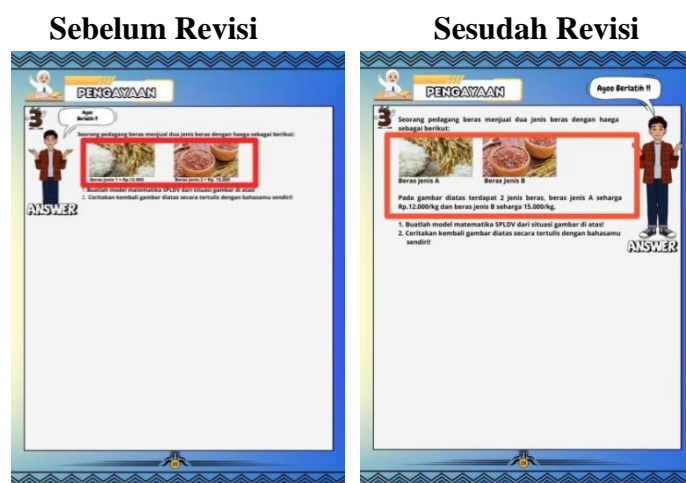 Sebelum Revisi
PENGAYAAN
3
Ayoo
Berlatih !!
Seorang pedagang beras menjual dua jenis beras dengan haega sebagai berikut:
Beras jenis 1 = Rp.12.000
Beras jenis 2 = Rp. 15.000
1. Buatlah model matematika SPLDV dari situasi gambar di atas!
2. Ceritakan kembali gambar diatas secara tertulis dengan bahasamu sendiri!
ANSWER
Sesudah Revisi
PENGAYAAN
Ayoo Berlatih !!
3
Seorang pedagang beras menjual dua jenis beras dengan haega
sebagai berikut:
Beras jenis A
Beras Jenis B
Pada gambar diatas terdapat 2 jenis beras, beras jenis A seharga
Rp.12.000/kg dan beras jenis B seharga 15.000/kg.
1. Buatlah model matematika SPLDV dari situasi gambar di atas!
2. Ceritakan kembali gambar diatas secara tertulis dengan bahasamu
sendiri!
ANSWER